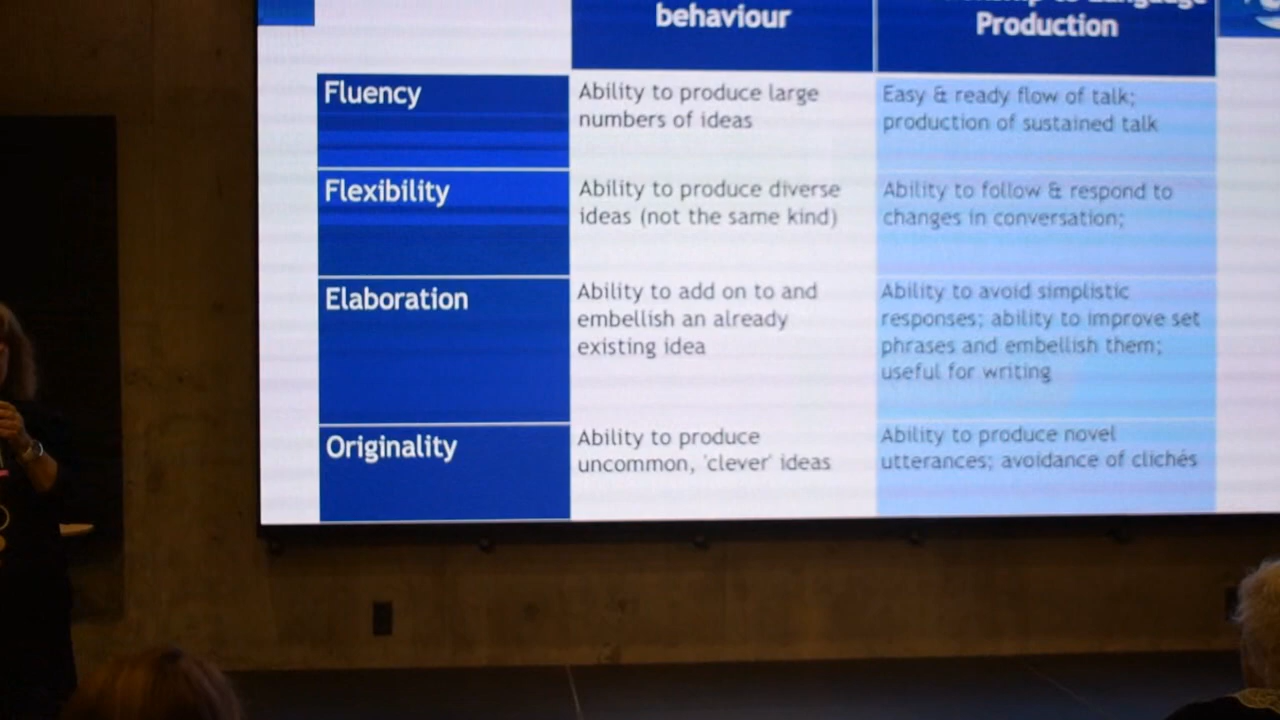 behaviour
to Language
Production
Fluency
Ability to produce large
numbers of ideas
Easy & ready flow of talk;
production of sustained talk
Flexibility
Ability to produce diverse
ideas (not the same kind)
Ability to follow & respond to
changes in conversation;
Elaboration
Ability to add on to and
embellish an already
existing idea
Ability to avoid simplistic
responses; ability to improve set
phrases and embellish them;
useful for writing
Originality
Ability to produce
uncommon, 'clever' ideas
Ability to produce novel
utterances; avoidance of clichés